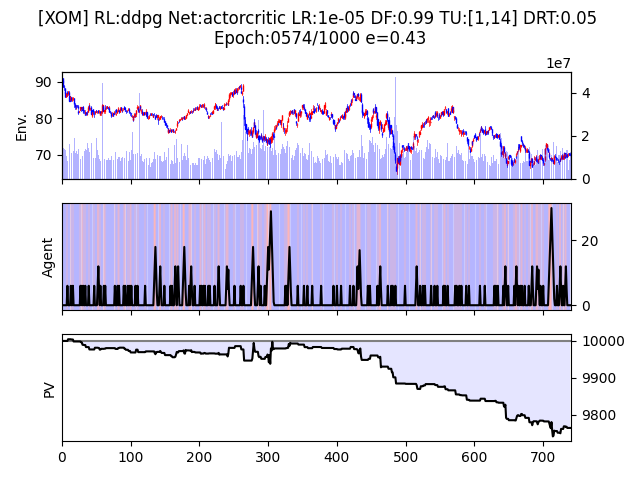 [XOM] RL:ddpg Net:actorcritic LR:1e-05 DF:0.99 TU:[1,14] DRT:0.05
Epoch:0574/1000 e=0.43
1e7
90
80
70
Env.
4
2
0
Agent
20
0
PV
10000
9900
9800
0 100 200 300 400 500 600 700